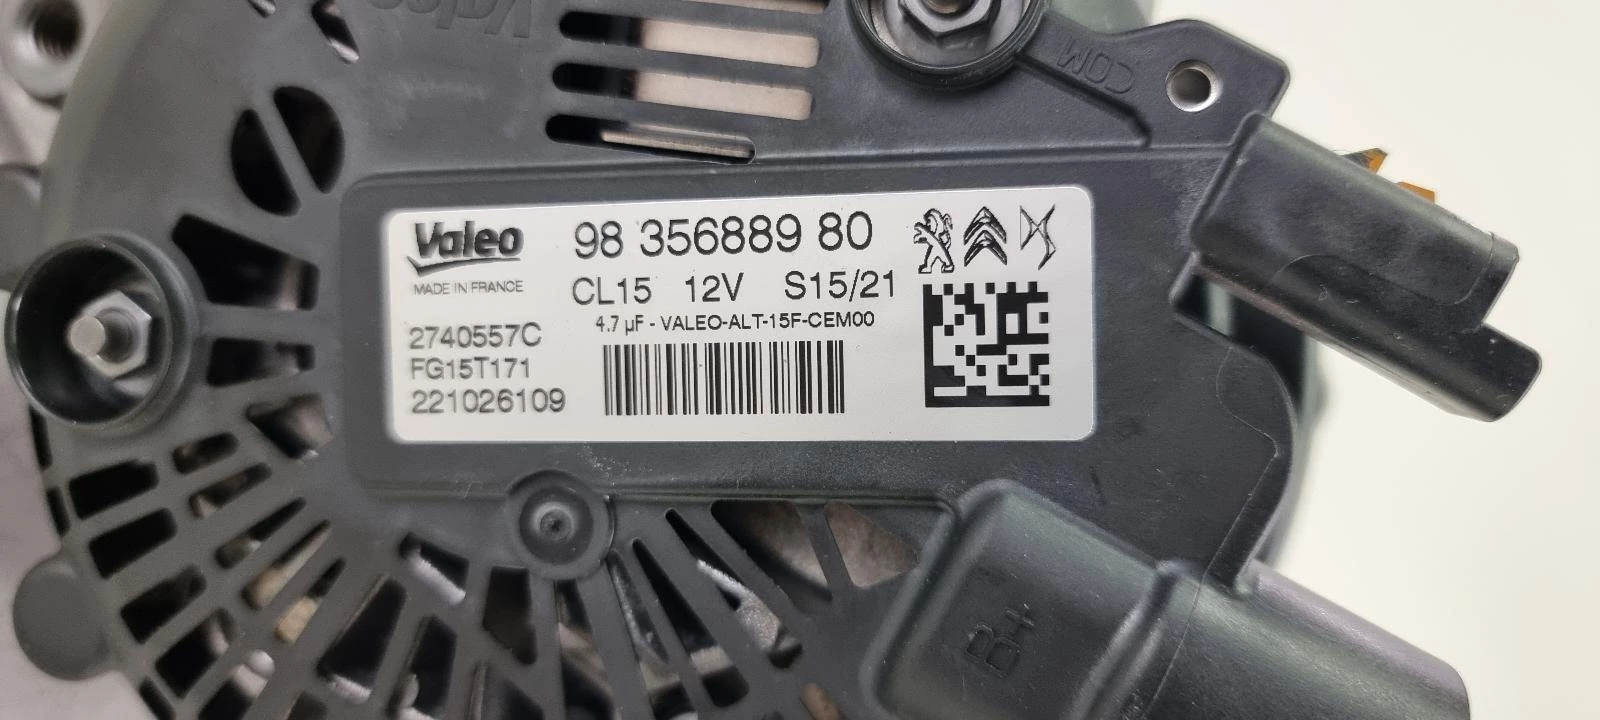 Valeo
COM
Valeo
98 356889 80
MADE IN FRANCE
CL15 12V S15/21
4.7 µF - VALEO-ALT-15F-CEM00
2740557C
FG15T171
221026109
B+